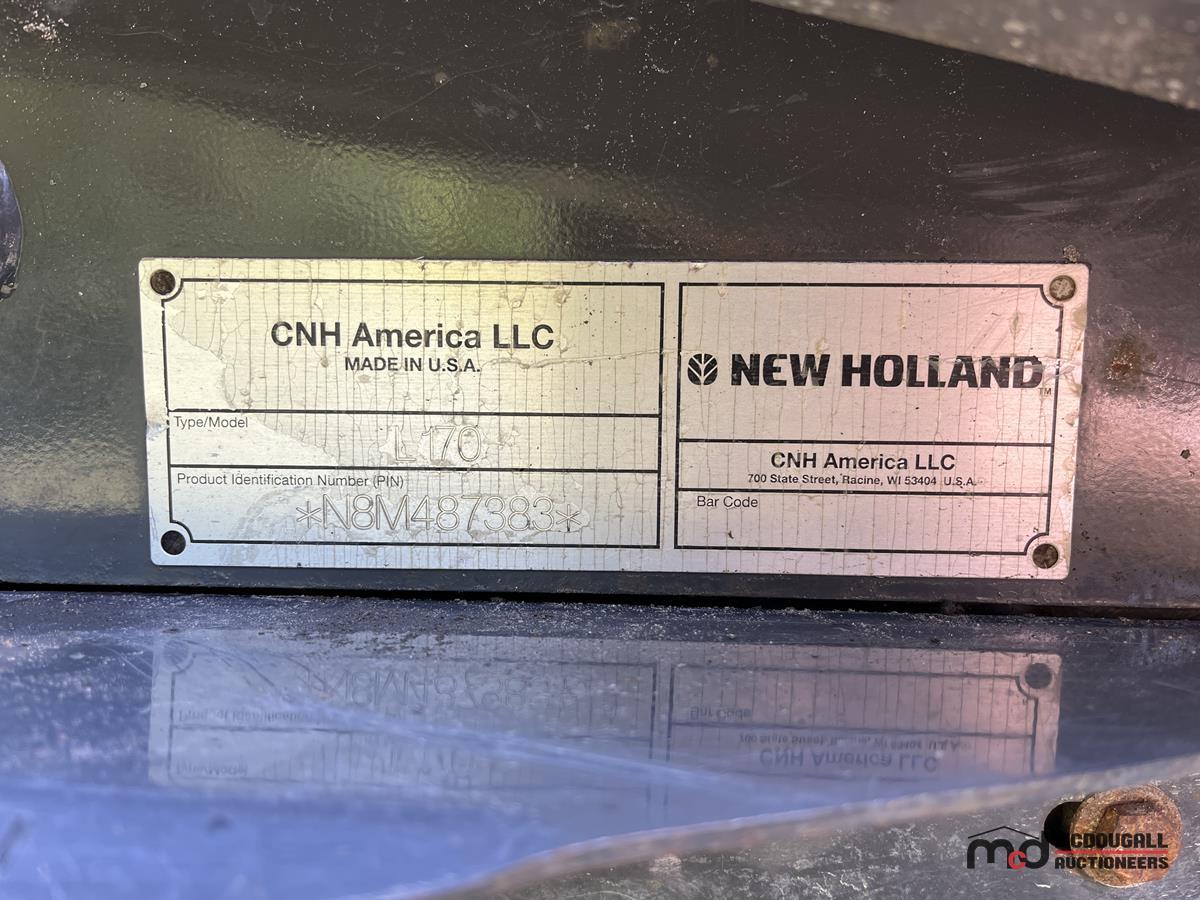 CNH America LLC
MADE IN U.S.A.
Type/Model
L170
Product Identification Number (PIN)
*N8M487383*
NEW HOLLAND™
CNH America LLC
700 State Street, Racine, WI 53404 U.S.A.
Bar Code
mcd MCDOUGALL
AUCTIONEERS